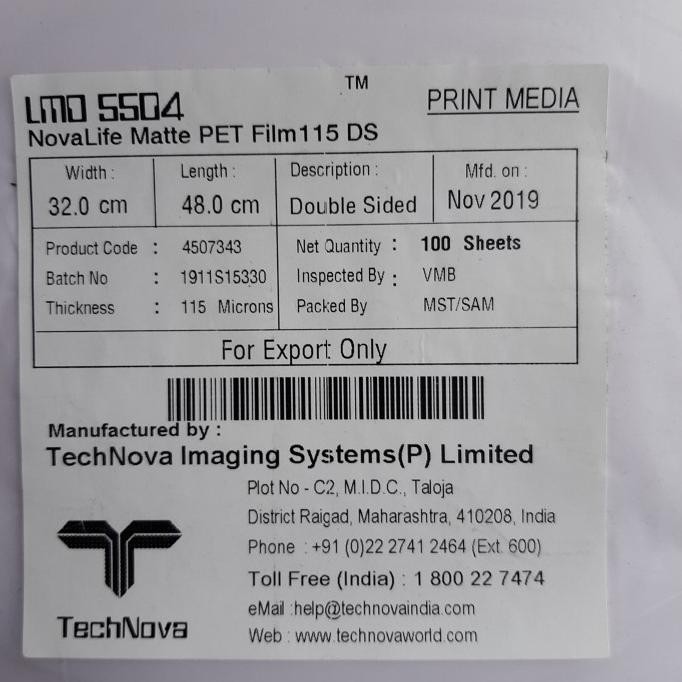 TM
LMD 5504
PRINT MEDIA
NovaLife Matte PET Film115 DS
Width : Length : Description : Mfd. on :
32.0 cm 48.0 cm Double Sided Nov 2019
Product Code : 4507343 Net Quantity : 100 Sheets
Batch No : 1911S15330 Inspected By : VMB
Thickness : 115 Microns Packed By MST/SAM
For Export Only
Manufactured by :
TechNova Imaging Systems(P) Limited
Plot No - C2, M.I.D.C., Taloja
District Raigad, Maharashtra, 410208, India
Phone : +91 (0)22 2741 2464 (Ext. 600)
Toll Free (India) : 1 800 22 7474
eMail :help@technovaindia.com
Web : www.technovaworld.com
TechNova